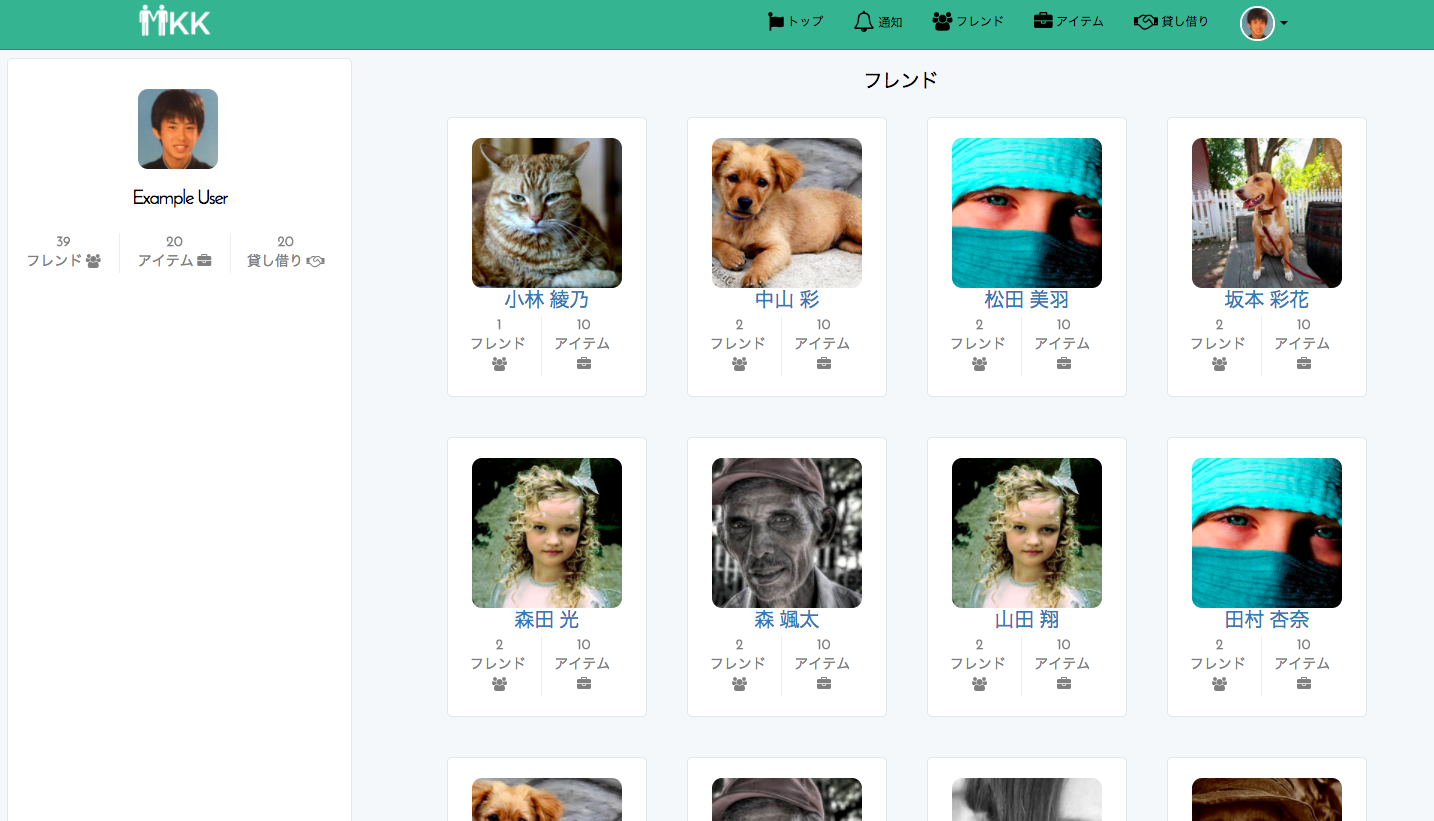 MKK
トップ 通知 フレンド アイテム 貸し借り
Example User
39 20 20
フレンド アイテム 貸し借り
フレンド
小林 綾乃 中山 彩 松田 美羽 坂本 彩花
1 10 2 10 2 10 2 10
フレンド アイテム フレンド アイテム フレンド アイテム フレンド アイテム
森田 光 森 颯太 山田 翔 田村 杏奈
2 10 2 10 2 10 2 10
フレンド アイテム フレンド アイテム フレンド アイテム フレンド アイテム